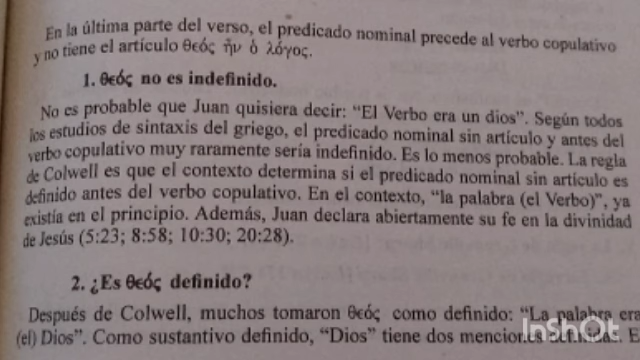 En la última parte del verso, el predicado nominal precede al verbo copulativo
y no tiene el artículo θεός ἦν ὁ λόγος.
1. θεός no es indefinido.
No es probable que Juan quisiera decir: “El Verbo era un dios”. Según todos
los estudios de sintaxis del griego, el predicado nominal sin artículo y antes del
verbo copulativo muy raramente sería indefinido. Es lo menos probable. La regla
de Colwell es que el contexto determina si el predicado nominal sin artículo es
definido antes del verbo copulativo. En el contexto, “la palabra (el Verbo)”, ya
existía en el principio. Además, Juan declara abiertamente su fe en la divinidad
de Jesús (5:23; 8:58; 10:30; 20:28).
2. ¿Es θεός definido?
Después de Colwell, muchos tomaron θεός como definido: “La palabra era
(el) Dios”. Como sustantivo definido, “Dios” tiene dos menciones definidas. E
InShOt